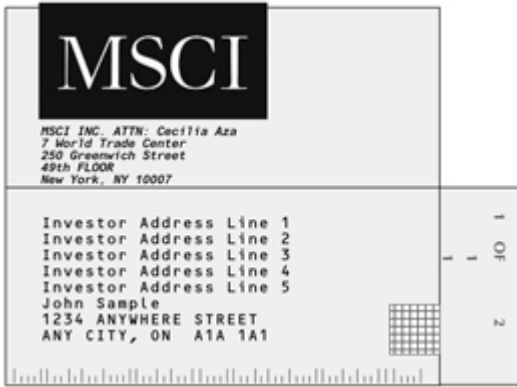 MSCI
MSCI INC. ATTN: Cecilia Aza
7 World Trade Center
250 Greenwich Street
49th FLOOR
New York, NY 10007
Investor Address Line 1
Investor Address Line 2
Investor Address Line 3
Investor Address Line 4
Investor Address Line 5
John Sample
1234 ANYWHERE STREET
ANY CITY, ON A1A 1A1
1 OF 2
1 1